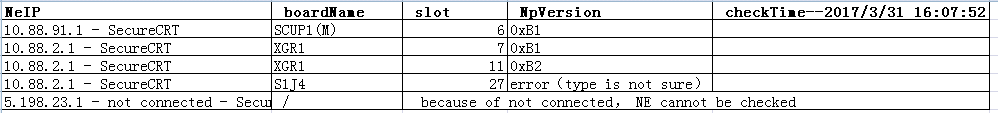 NeIP boardName slot NpVersion checkTime--2017/3/31 16:07:52
10.88.91.1 - SecureCRT SCUP1(M) 6 0xB1
10.88.2.1 - SecureCRT XGR1 7 0xB1
10.88.2.1 - SecureCRT XGR1 11 0xB2
10.88.2.1 - SecureCRT S1J4 27 error（type is not sure）
5.198.23.1 - not connected - Secu / because of not connected， NE cannot be checked